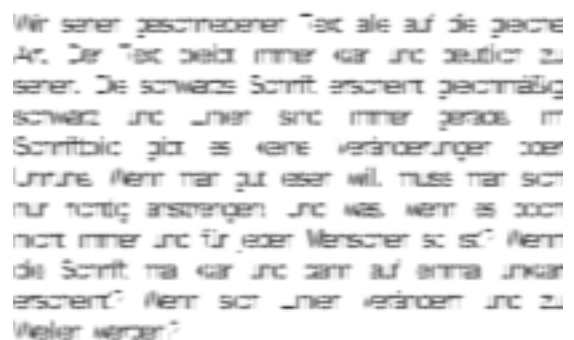 Wir sehen geschriebenen Text alle auf die gleiche
Art. Der Text bleibt immer klar und deutlich zu
sehen. Die schwarze Schrift erscheint gleichmäßig
schwarz und Linien sind immer gerade. Im
Schriftbild gibt es keine Veränderungen oder
Unruhe. Wenn man gut lesen will, muss man sich
nur richtig anstrengen! Und was, wenn es doch
nicht immer und für jeden Menschen so ist? Wenn
die Schrift mal klar und dann auf einmal unklar
erscheint? Wenn sich Linien verändern und zu
Wellen werden?